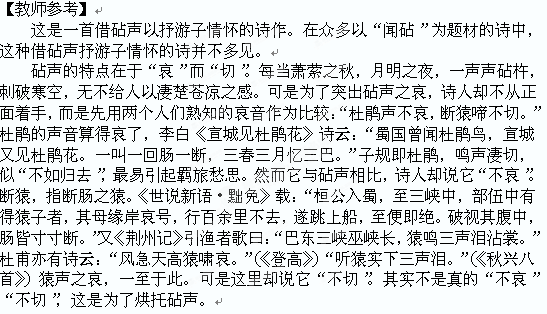 【教师参考】
这是一首借砧声以抒游子情怀的诗作。在众多以“闻砧”为题材的诗中，
这种借砧声抒游子情怀的诗并不多见。
砧声的特点在于“哀”而“切”。每当萧萦之秋，月明之夜，一声声砧杵，
刺破寒空，无不给人以凄楚苍凉之感。可是为了突出砧声之哀，诗人却不从正
面着手，而是先用两个人们熟知的哀音作为比较：“杜鹃声不哀，断猿啼不切。”
杜鹃的声音算得哀了，李白《宣城见杜鹃花》诗云：“蜀国曾闻杜鹃鸟，宣城
又见杜鹃花。一叫一回肠一断，三春三月忆三巴。”子规即杜鹃，鸣声凄切，
似“不如归去”，最易引起羁旅愁思。然而它与砧声相比，诗人却说它“不哀”。
断猿，指断肠之猿。《世说新语·黜免》载：“桓公入蜀，至三峡中，部伍中有
得猿子者，其母缘岸哀号，行百余里不去，遂跳上船，至便即绝。破视其腹中，
肠皆寸寸断。”又《荆州记》引渔者歌曰：“巴东三峡巫峡长，猿鸣三声泪沾裳。”
杜甫亦有诗云：“风急天高猿啸哀。”(《登高》)“听猿实下三声泪。”(《秋兴八
首》）猿声之哀，一至于此。可是这里却说它“不切”。其实不是真的“不哀”
“不切”，这是为了烘托砧声。